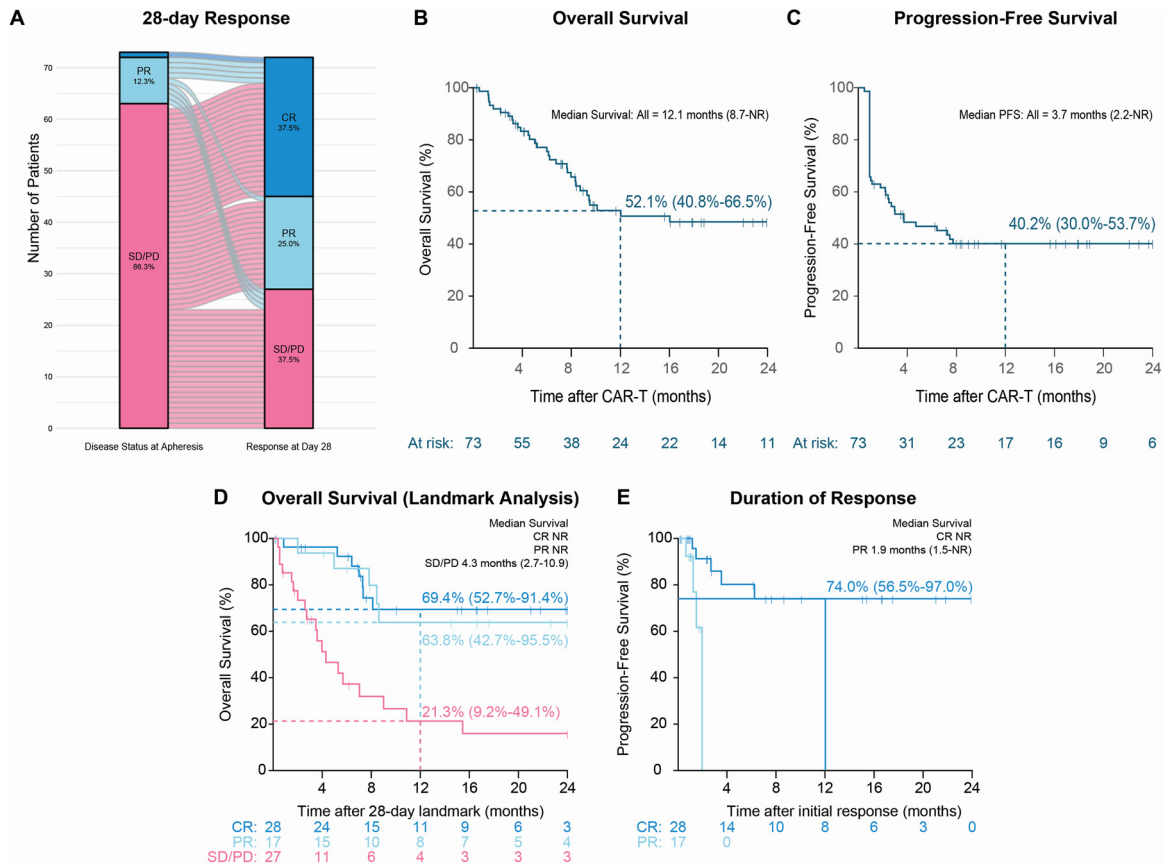 A
28-day Response
Number of Patients
70
60
50
40
30
20
10
0
PR
12.3%
SD/PD
86.3%
CR
37.5%
PR
25.0%
SD/PD
37.5%
Disease Status at Apheresis
Response at Day 28
B
Overall Survival
Overall Survival (%)
100
80
60
40
20
0
Median Survival: All = 12.1 months (8.7-NR)
52.1% (40.8%-66.5%)
4 8 12 16 20 24
Time after CAR-T (months)
At risk: 73 55 38 24 22 14 11
C
Progression-Free Survival
Progression-Free Survival (%)
100
80
60
40
20
0
Median PFS: All = 3.7 months (2.2-NR)
40.2% (30.0%-53.7%)
4 8 12 16 20 24
Time after CAR-T (months)
At risk: 73 31 23 17 16 9 6
D
Overall Survival (Landmark Analysis)
Overall Survival (%)
100
80
60
40
20
0
Median Survival
CR NR
PR NR
SD/PD 4.3 months (2.7-10.9)
69.4% (52.7%-91.4%)
63.8% (42.7%-95.5%)
21.3% (9.2%-49.1%)
4 8 12 16 20 24
Time after 28-day landmark (months)
CR: 28 24 15 11 9 6 3
PR: 17 15 10 8 7 5 4
SD/PD: 27 11 6 4 3 3 3
E
Duration of Response
Progression-Free Survival (%)
100
80
60
40
20
0
Median Survival
CR NR
PR 1.9 months (1.5-NR)
74.0% (56.5%-97.0%)
4 8 12 16 20 24
Time after initial response (months)
CR: 28 14 10 8 6 3 0
PR: 17 0